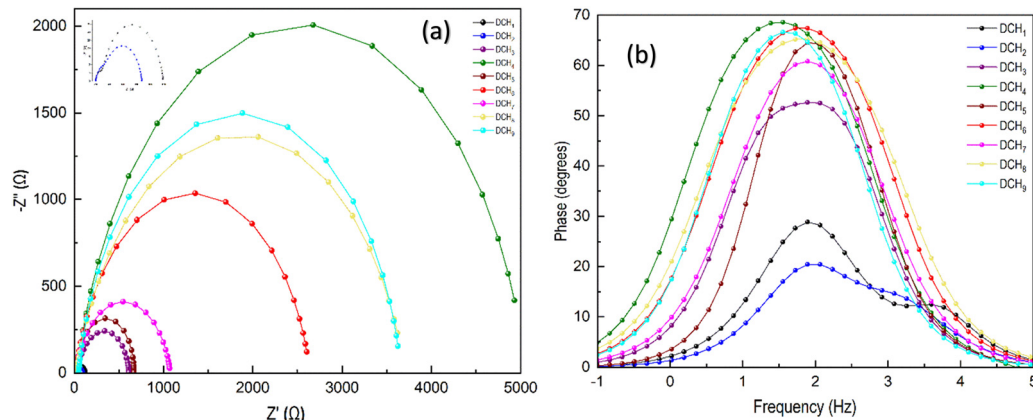 (a)
DCH₁
DCH₂
DCH₃
DCH₄
DCH₅
DCH₆
DCH₇
DCH₈
DCH₉
-Z'' (Ω)
2000
1500
1000
500
0
0 1000 2000 3000 4000 5000
Z' (Ω)
(b)
DCH₁
DCH₂
DCH₃
DCH₄
DCH₅
DCH₆
DCH₇
DCH₈
DCH₉
Phase (degrees)
70
60
50
40
30
20
10
0
-1 0 1 2 3 4 5
Frequency (Hz)